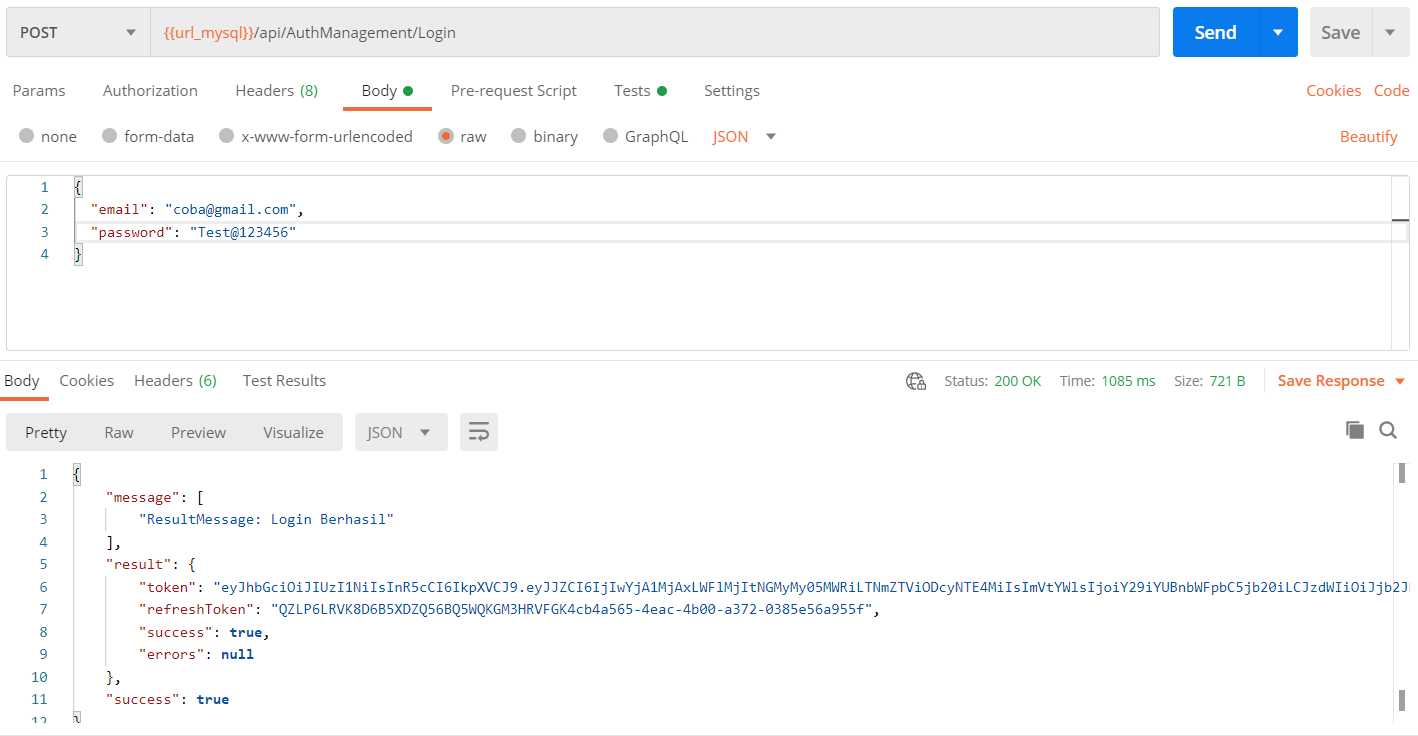 POST {{url_mysql}}/api/AuthManagement/Login Send Save
Params Authorization Headers (8) Body Pre-request Script Tests Settings Cookies Code
none form-data x-www-form-urlencoded raw binary GraphQL JSON Beautify
1 {
2 "email": "coba@gmail.com",
3 "password": "Test@123456"
4 }
Body Cookies Headers (6) Test Results Status: 200 OK Time: 1085 ms Size: 721 B Save Response
Pretty Raw Preview Visualize JSON
1 {
2 "message": [
3 "ResultMessage: Login Berhasil"
4 ],
5 "result": {
6 "token": "eyJhbGciOiJIUzI1NiIsInR5cCI6IkpXVCJ9.eyJJZCI6IjIwYjA1MjAxLWFlMjItNGMyMy05MWRiLTNmZTViODcyNTE4MiIsImVtYWlsIjoiY29iYUBnbWFpbC5jb20iLCJzdWIiOiJjb2J
7 "refreshToken": "QZLP6LRVK8D6B5XDZQ56BQ5WQKGM3HRVFGK4cb4a565-4eac-4b00-a372-0385e56a955f",
8 "success": true,
9 "errors": null
10 },
11 "success": true
12 }